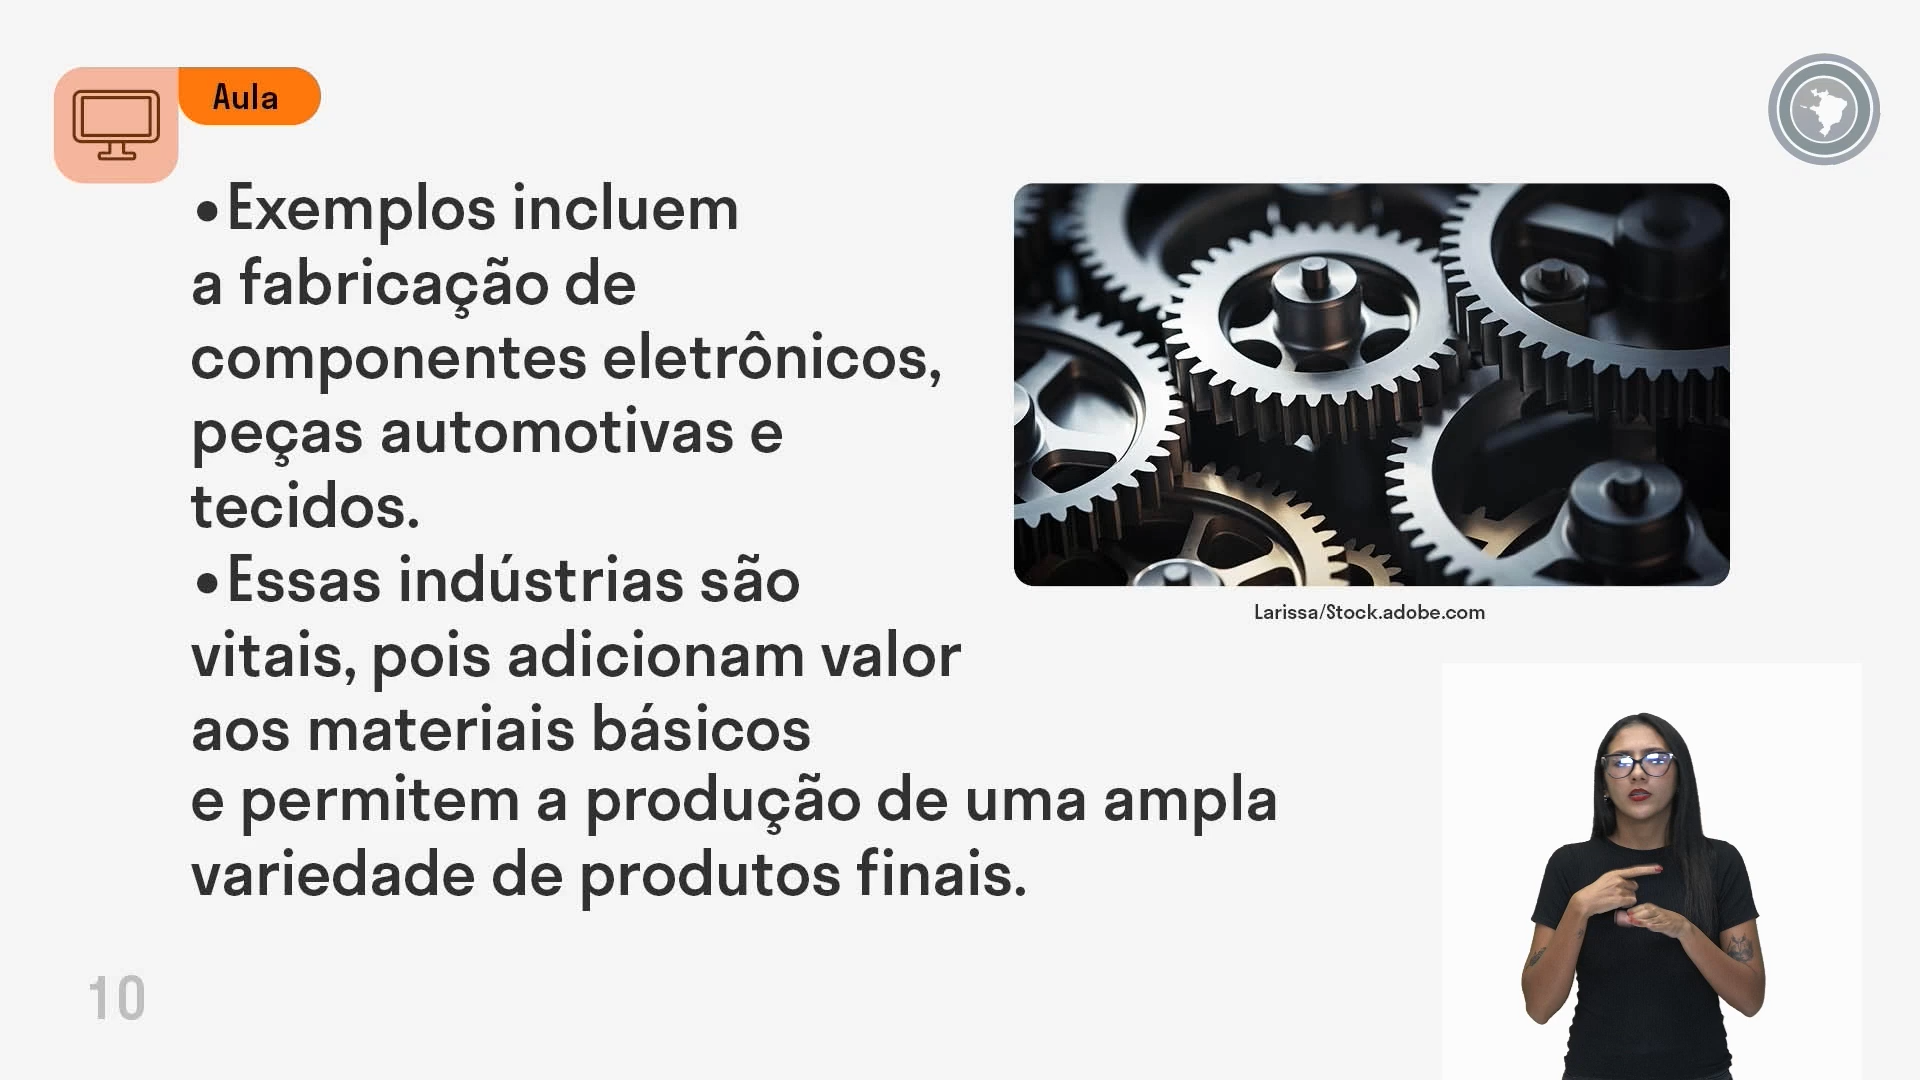 Aula
•Exemplos incluem
a fabricação de
componentes eletrônicos,
peças automotivas e
tecidos.
•Essas indústrias são
vitais, pois adicionam valor
aos materiais básicos
e permitem a produção de uma ampla
variedade de produtos finais.
Larissa/Stock.adobe.com
10